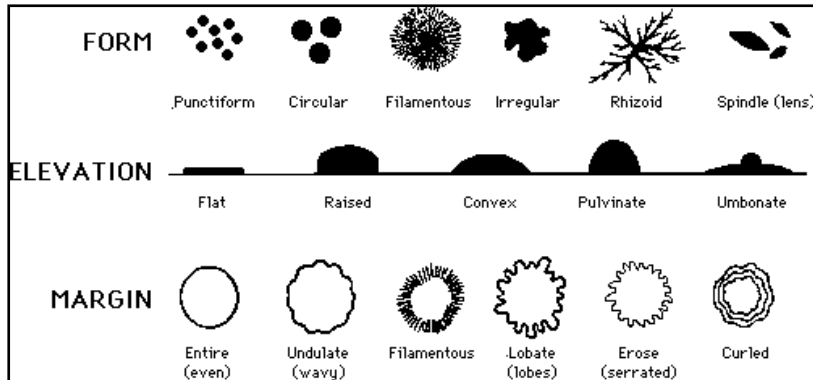 FORM
Punctiform Circular Filamentous Irregular Rhizoid Spindle (lens)
ELEVATION
Flat Raised Convex Pulvinate Umbonate
MARGIN
Entire Undulate Filamentous Lobate Erose Curled
(even) (wavy) (lobes) (serrated)